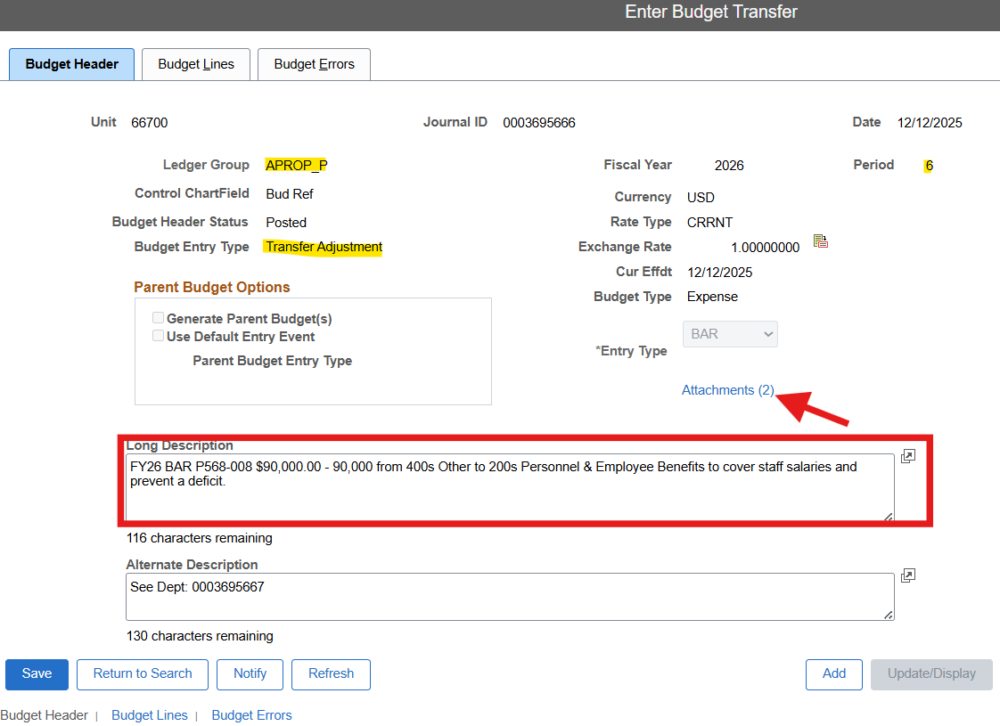 Enter Budget Transfer
Budget Header Budget Lines Budget Errors
Unit 66700 Journal ID 0003695666 Date 12/12/2025
Ledger Group APROP_P Fiscal Year 2026 Period 6
Control ChartField Bud Ref Currency USD
Budget Header Status Posted Rate Type CRRNT
Budget Entry Type Transfer Adjustment Exchange Rate 1.00000000
Cur Effdt 12/12/2025
Parent Budget Options Budget Type Expense
Generate Parent Budget(s)
Use Default Entry Event *Entry Type BAR
Parent Budget Entry Type
Attachments (2)
Long Description
FY26 BAR P568-008 $90,000.00 - 90,000 from 400s Other to 200s Personnel & Employee Benefits to cover staff salaries and
prevent a deficit.
116 characters remaining
Alternate Description
See Dept: 0003695667
130 characters remaining
Save Return to Search Notify Refresh Add Update/Display
Budget Header | Budget Lines | Budget Errors